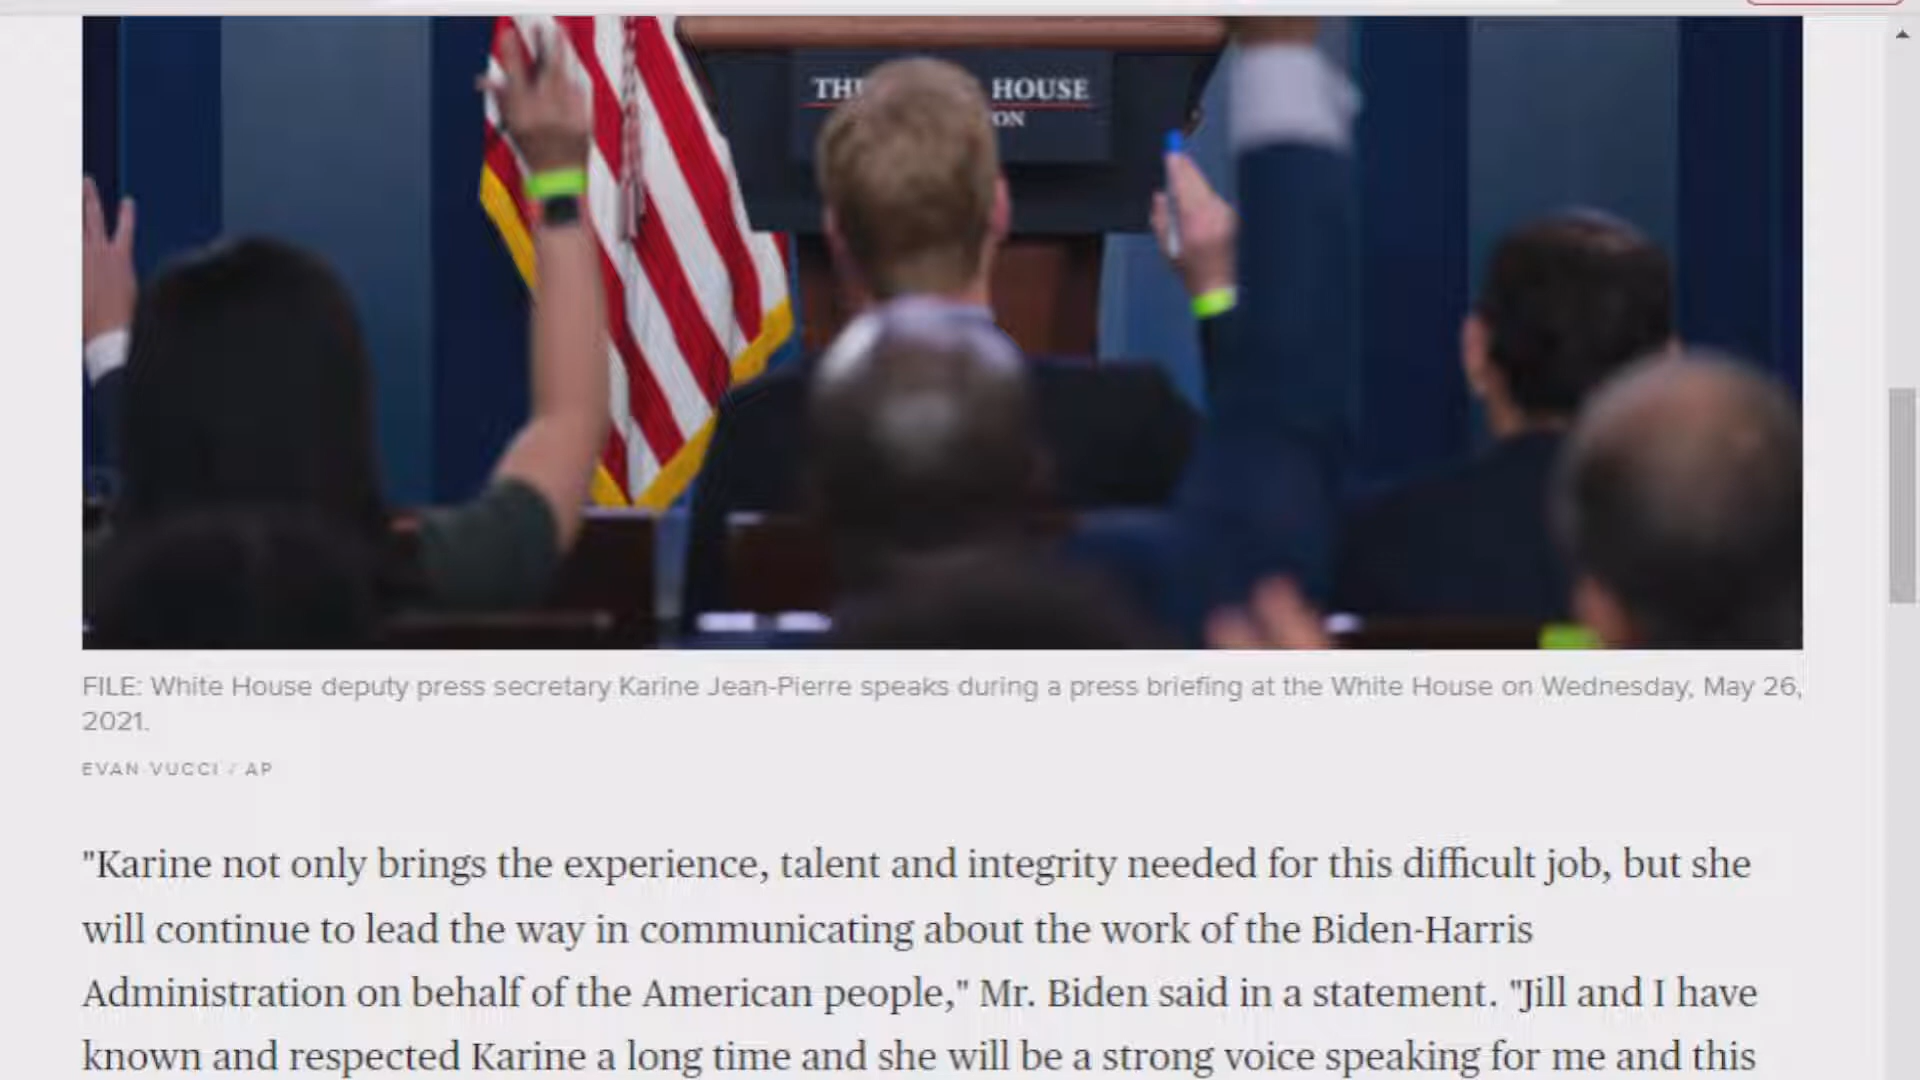 THE HOUSE
ON
FILE: White House deputy press secretary Karine Jean-Pierre speaks during a press briefing at the White House on Wednesday, May 26,
2021.
EVAN VUCCI / AP
"Karine not only brings the experience, talent and integrity needed for this difficult job, but she
will continue to lead the way in communicating about the work of the Biden-Harris
Administration on behalf of the American people," Mr. Biden said in a statement. "Jill and I have
known and respected Karine a long time and she will be a strong voice speaking for me and this